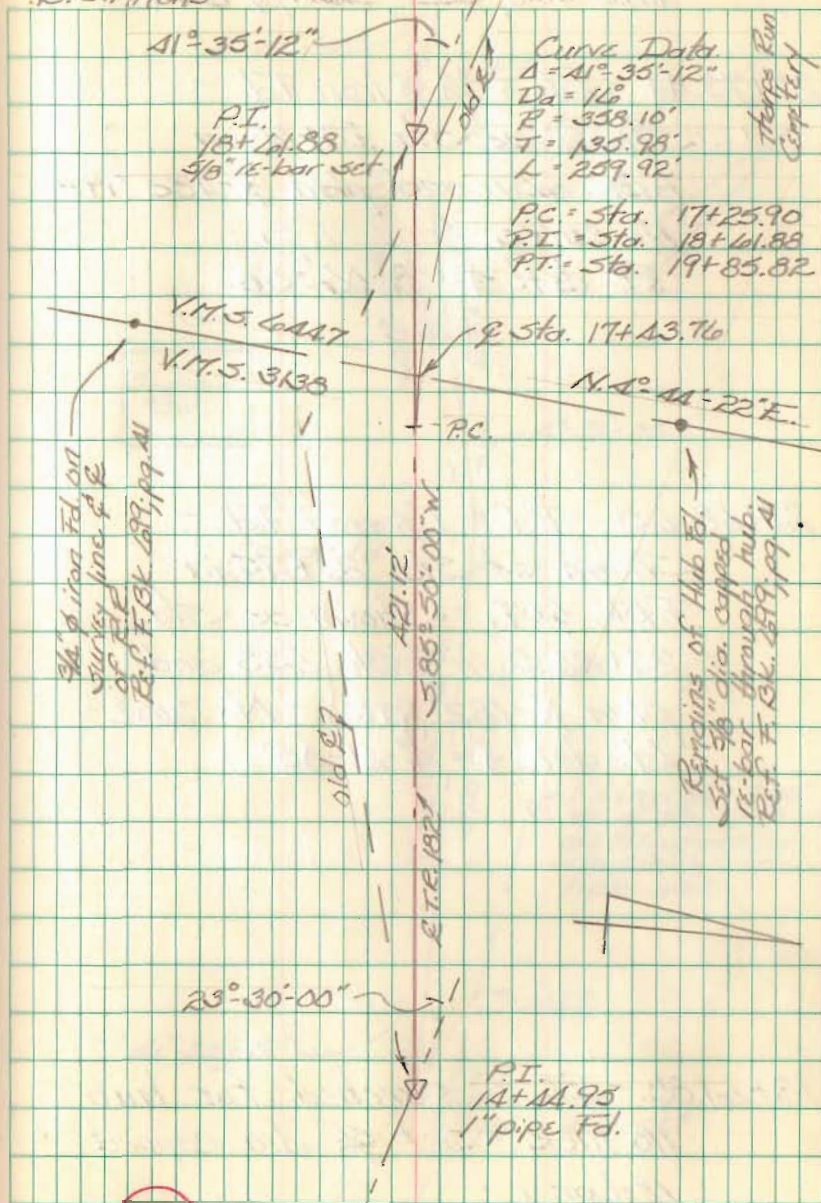 41°-35'-12"
old ℄
Curve Data
Δ = 41°-35'-12"
Da = 16°
R = 358.10'
T = 135.98'
L = 259.92'
Tharps Run
Cemetery
P.I.
18+61.88
5/8" re-bar set
P.C. = Sta. 17+25.90
P.I. = Sta. 18+61.88
P.T. = Sta. 19+85.82
V.M.S. 6447
V.M.S. 3138
℄ Sta. 17+43.76
N.4°-44'-22"E.
P.C.
3/4" ø iron Fd. on
survey line &
of
Ref. F. Bk. 699, pg. 41
421.12'
S.85°-50'-00"W.
Remains of Hub Fd.
Set 5/8" dia. capped
re-bar through hub.
Ref. F. Bk. 699, pg. 41
old ℄?
℄ T.R. 182
23°-30'-00"
P.I.
14+44.95
1" pipe Fd.